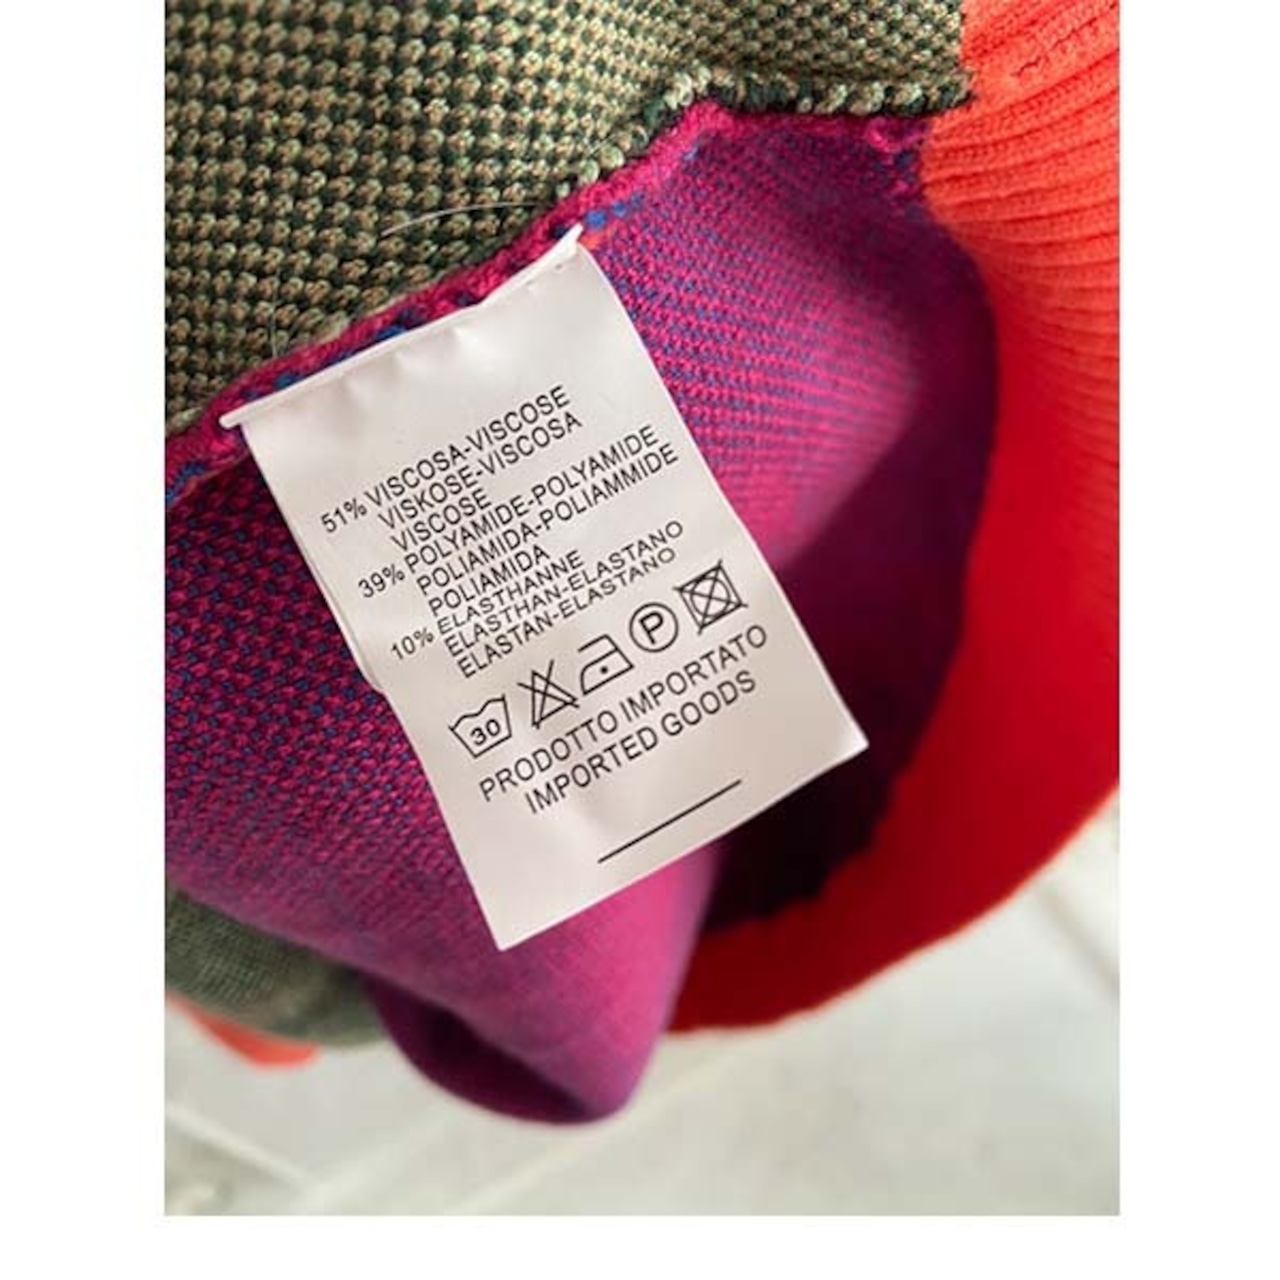 51% VISCOSA-VISCOSE
VISKOSE-VISCOSA
VISCOSE
39% POLYAMIDE-POLYAMIDE
POLIAMIDA-POLIAMMIDE
POLIAMIDA
10% ELASTHANNE
ELASTHAN-ELASTANO
ELASTAN-ELASTANO
30 P
PRODOTTO IMPORTATO
IMPORTED GOODS